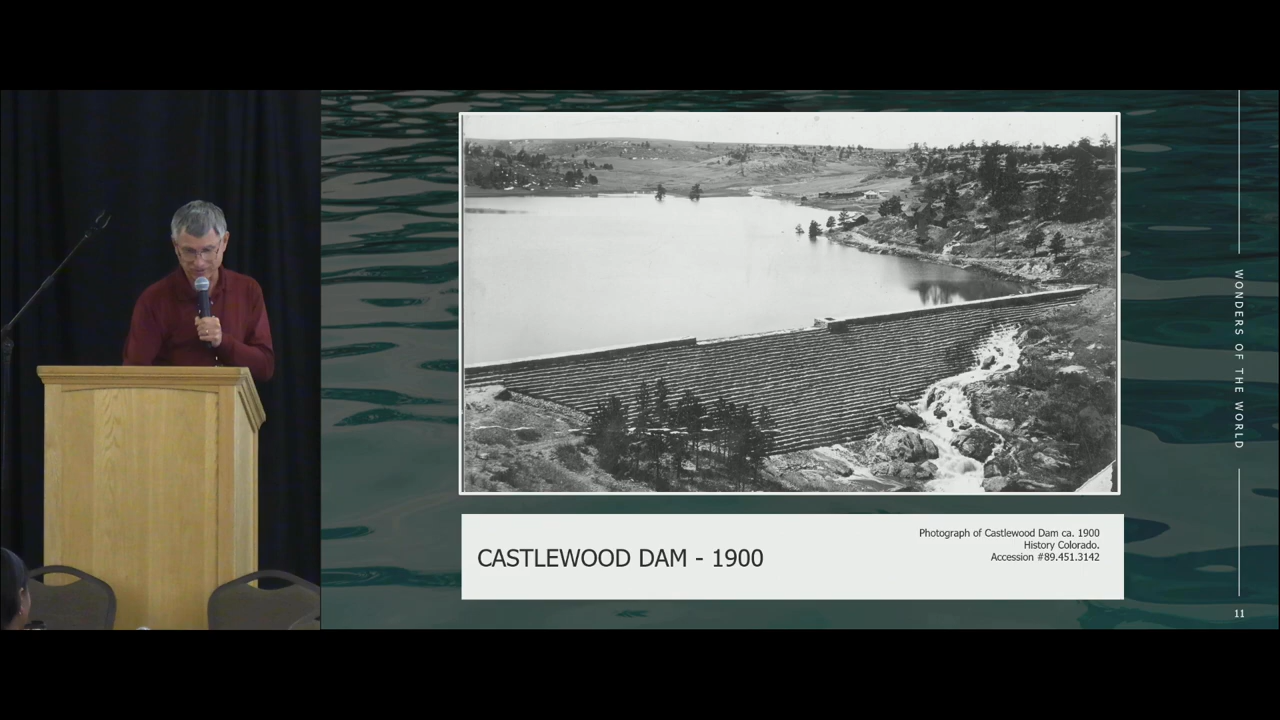 CASTLEWOOD DAM - 1900
Photograph of Castlewood Dam ca. 1900
History Colorado.
Accession #89.451.3142
WONDERS OF THE WORLD
11